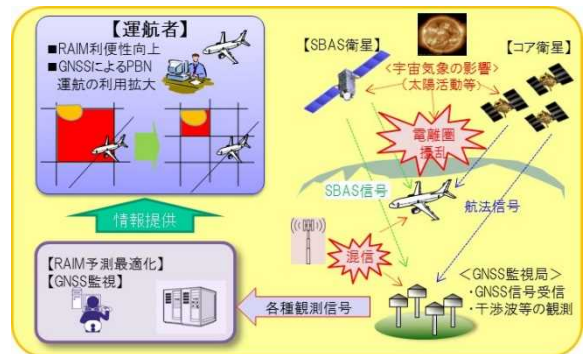 【運航者】
■RAIM利便性向上
■GNSSによるPBN
運航の利用拡大
情報提供
【RAIM予測最適化】
【GNSS監視】
各種観測信号
【SBAS衛星】
【コア衛星】
<宇宙気象の影響>
(太陽活動等)
電離圏
擾乱
SBAS信号
航法信号
混信
<GNSS監視局>
・GNSS信号受信
・干渉波等の観測